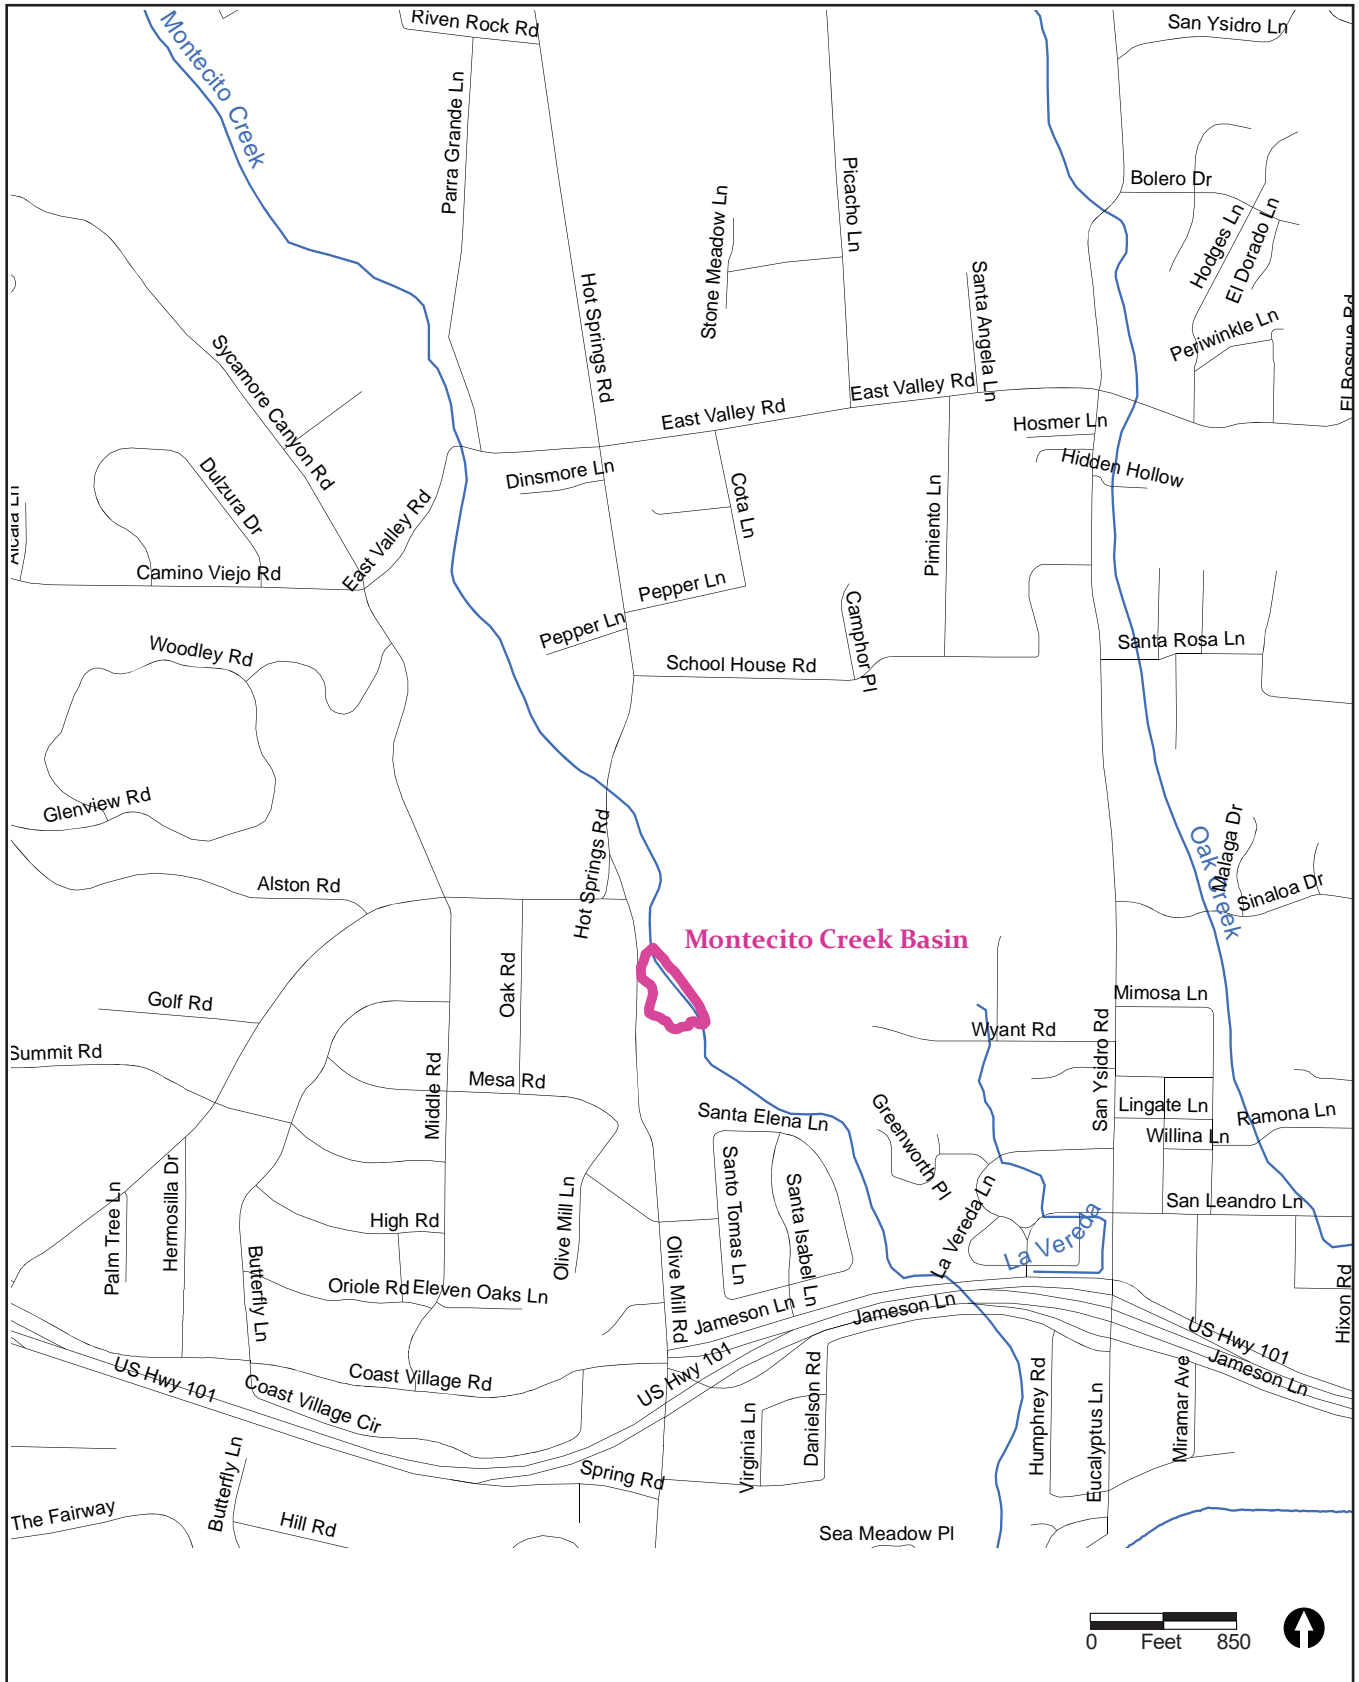 Montecito Creek
Riven Rock Rd
San Ysidro Ln
Parra Grande Ln
Picacho Ln
Bolero Dr
Stone Meadow Ln
Hodges Ln
El Dorado Ln
Hot Springs Rd
Santa Angela Ln
Periwinkle Ln
El Bosque Rd
Sycamore Canyon Rd
East Valley Rd
East Valley Rd
Hosmer Ln
Hidden Hollow
Dulzura Dr
Dinsmore Ln
Cota Ln
Pimiento Ln
Alcala Ln
East Valley Rd
Camino Viejo Rd
Pepper Ln
Pepper Ln
Camphor Pl
Woodley Rd
School House Rd
Santa Rosa Ln
Glenview Rd
Hot Springs Rd
Oak Creek
Malaga Dr
Alston Rd
Sinaloa Dr
Montecito Creek Basin
Oak Rd
Golf Rd
Mimosa Ln
Wyant Rd
San Ysidro Rd
Summit Rd
Middle Rd
Mesa Rd
Santa Elena Ln
Greenworth Pl
Lingate Ln
Ramona Ln
Willina Ln
Palm Tree Ln
Hermosilla Dr
Santo Tomas Ln
Santa Isabel Ln
La Vereda Ln
San Leandro Ln
High Rd
Olive Mill Ln
La Vereda
Butterfly Ln
Oriole Rd
Eleven Oaks Ln
Olive Mill Rd
Jameson Ln
Jameson Ln
Hixon Rd
US Hwy 101
US Hwy 101
Coast Village Rd
US Hwy 101
Jameson Ln
Coast Village Cir
Danielson Rd
Humphrey Rd
Miramar Ave
Virginia Ln
Eucalyptus Ln
Butterfly Ln
Spring Rd
The Fairway
Hill Rd
Sea Meadow Pl
0 Feet 850